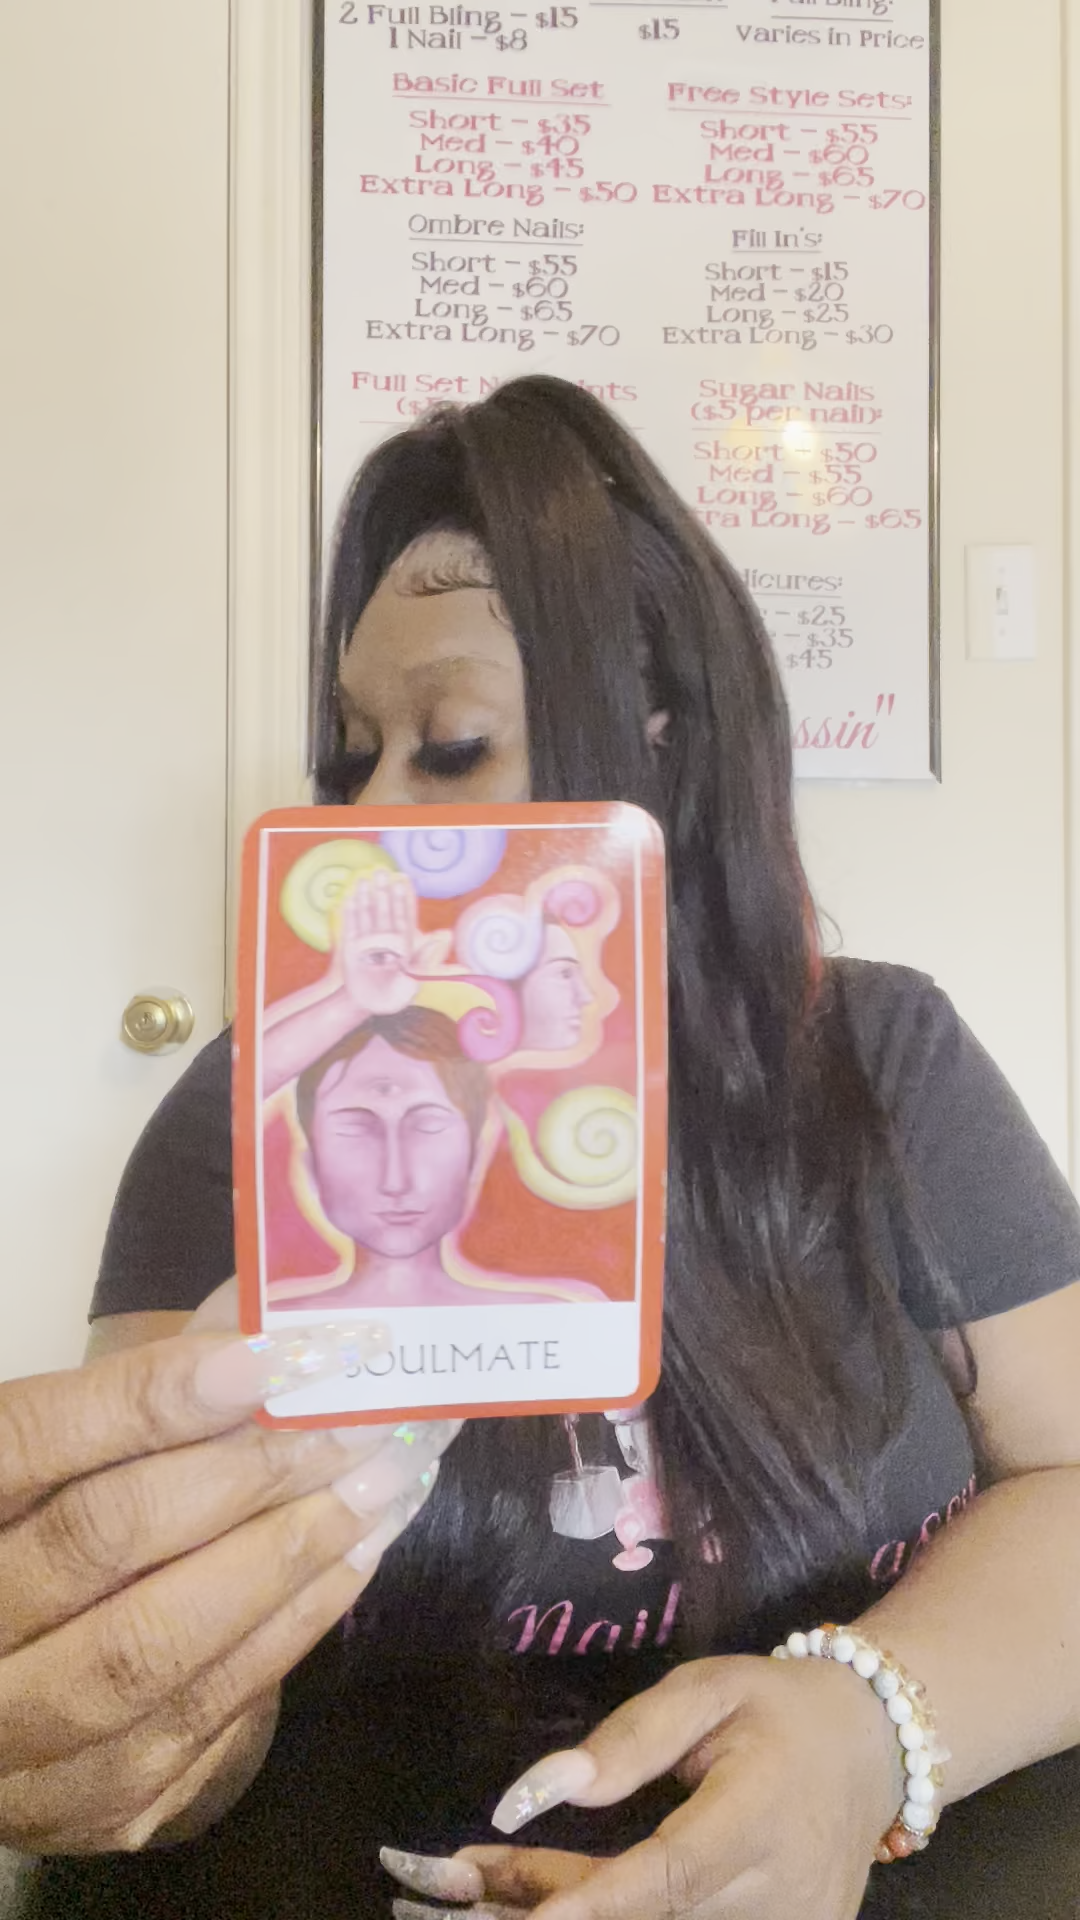 2 Full Bling - $15
1 Nail - $8
$15
Varies in Price
Basic Full Set
Short - $35
Med - $40
Long - $45
Extra Long - $50
Free Style Sets:
Short - $55
Med - $60
Long - $65
Extra Long - $70
Ombre Nails:
Short - $55
Med - $60
Long - $65
Extra Long - $70
Fill In's:
Short - $15
Med - $20
Long - $25
Extra Long - $30
Full Set
Sugar Nails
($5 per nail):
Short - $50
Med - $55
Long - $60
Long - $65
- $25
- $35
$45
SOULMATE
Nail